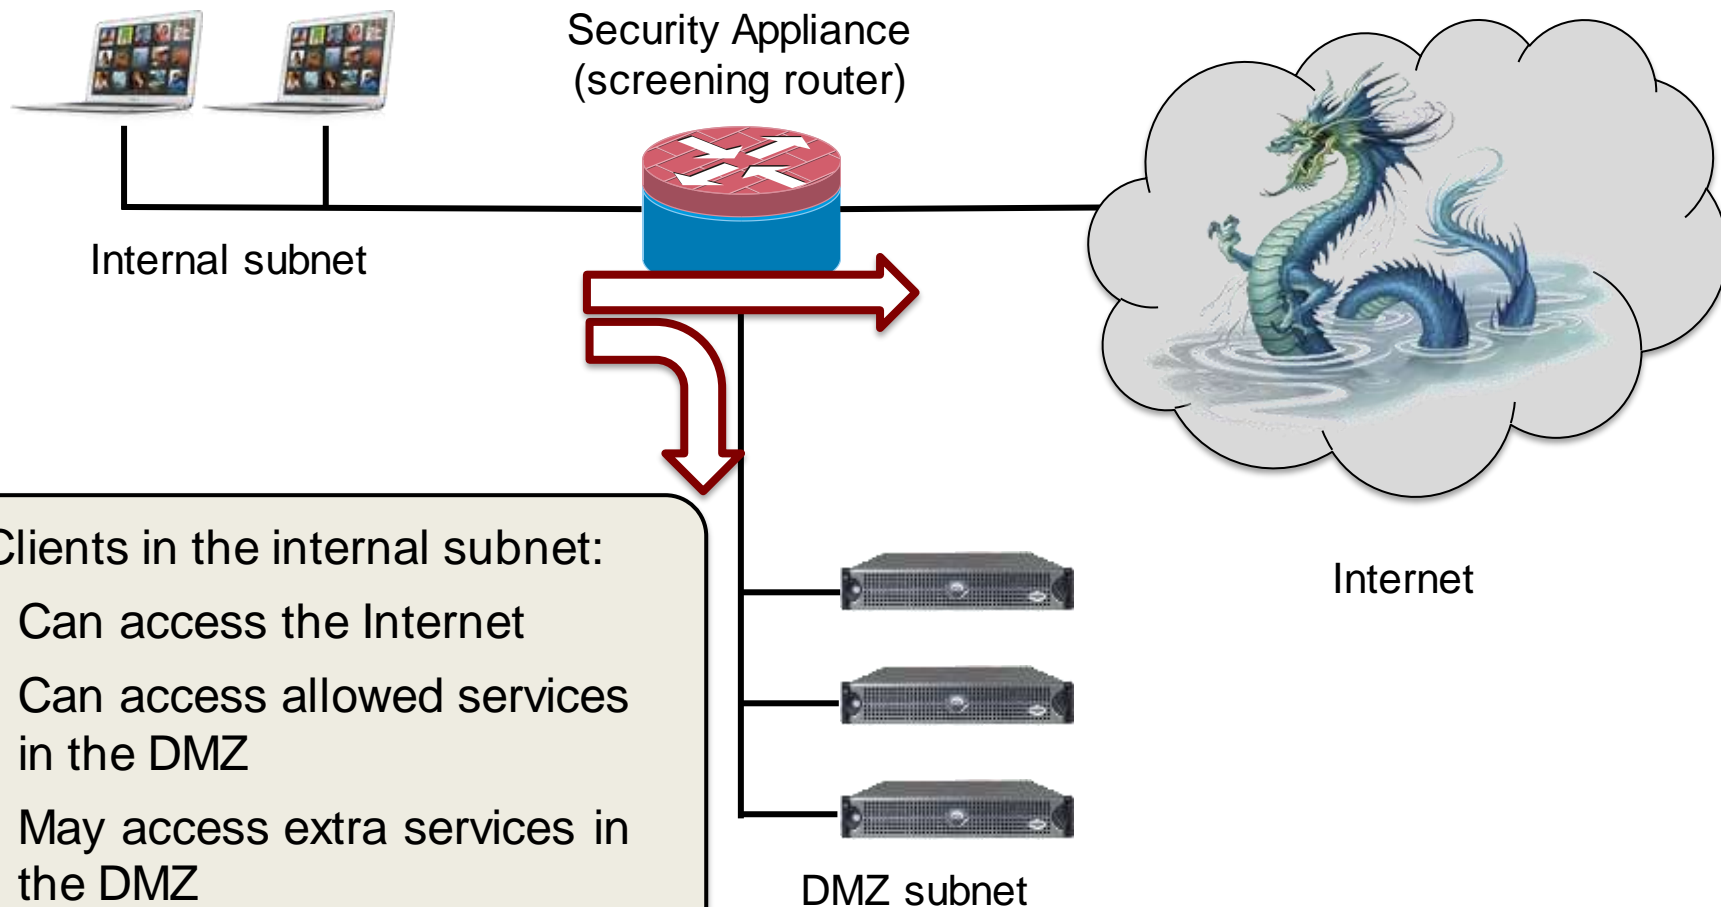 Security Appliance
(screening router)
Internal subnet
Clients in the internal subnet:
Can access the Internet
Can access allowed services
in the DMZ
May access extra services in
the DMZ
Internet
DMZ subnet